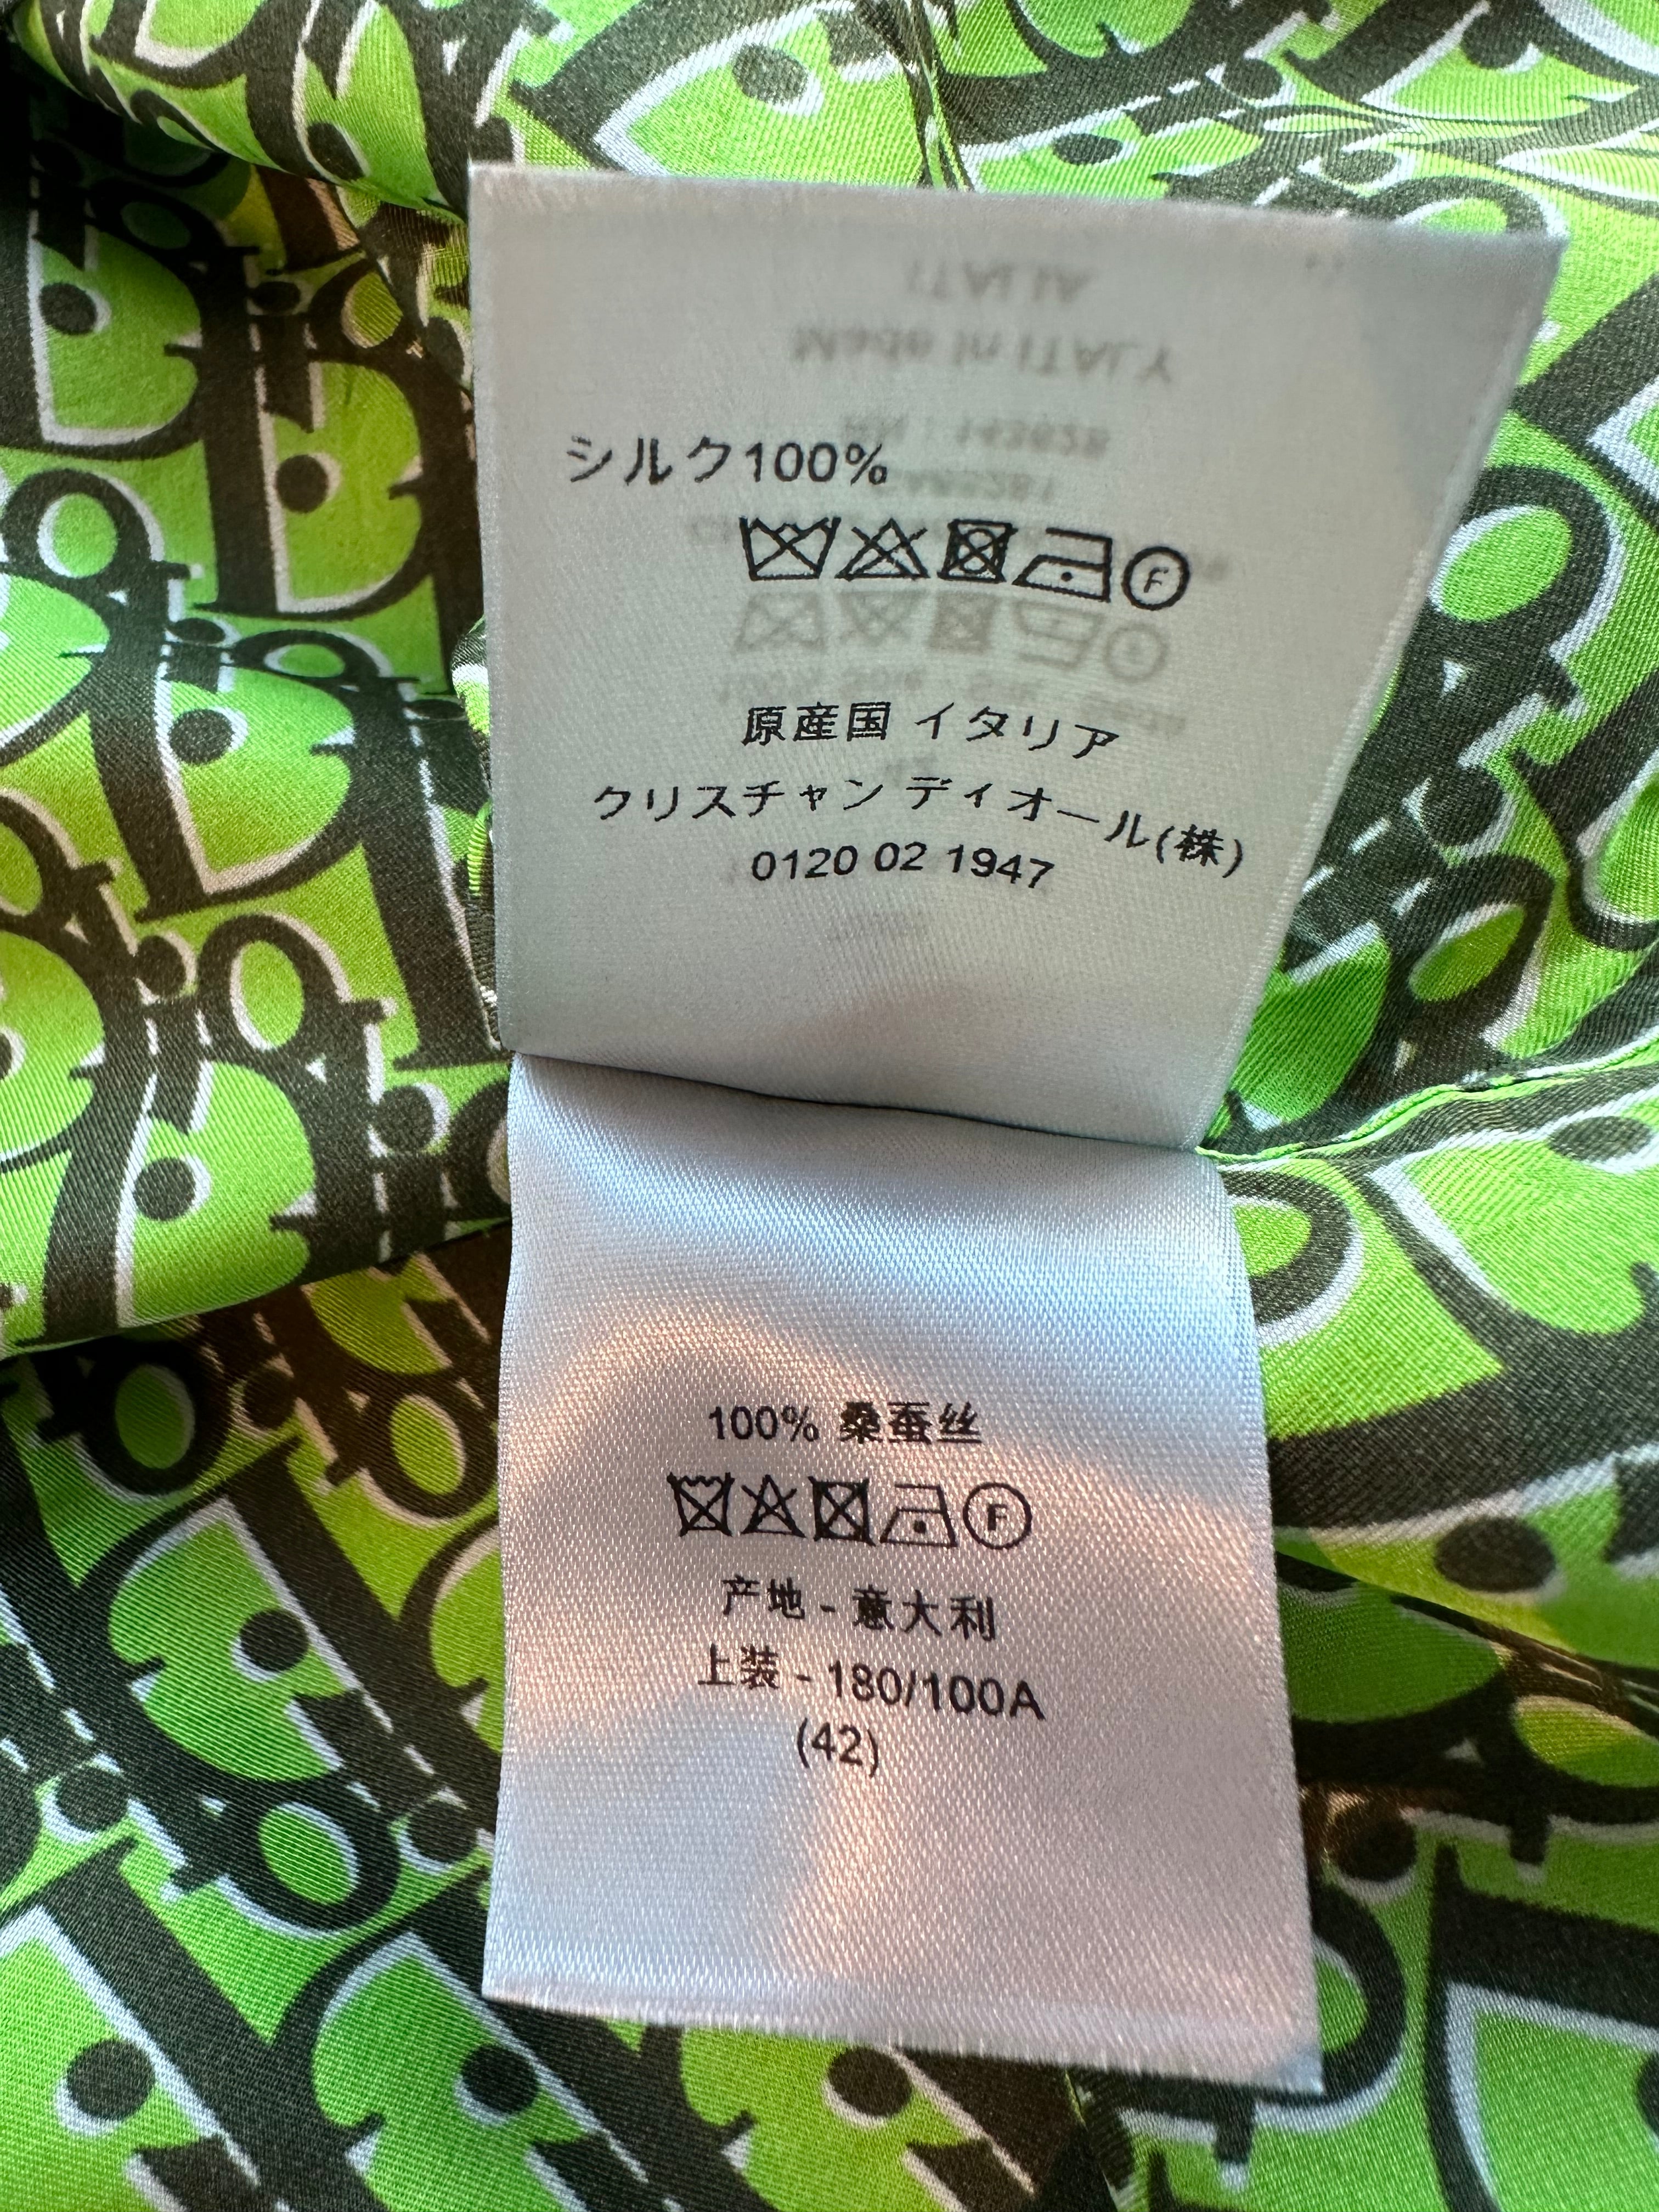 シルク100%
F
原産国 イタリア
クリスチャン ディオール(株)
0120 02 1947
100% 桑蚕丝
F
产地 - 意大利
上装 - 180/100A
(42)